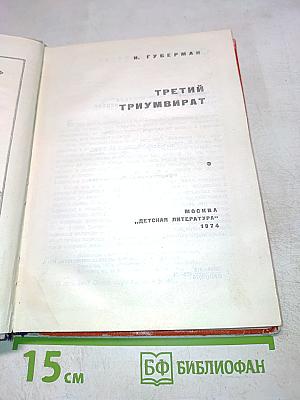 И. ГУБЕРМАН
ТРЕТИЙ
ТРИУМВИРАТ
МОСКВА
„ДЕТСКАЯ ЛИТЕРАТУРА"
1974
15 см
БФ БИБЛИОФАН